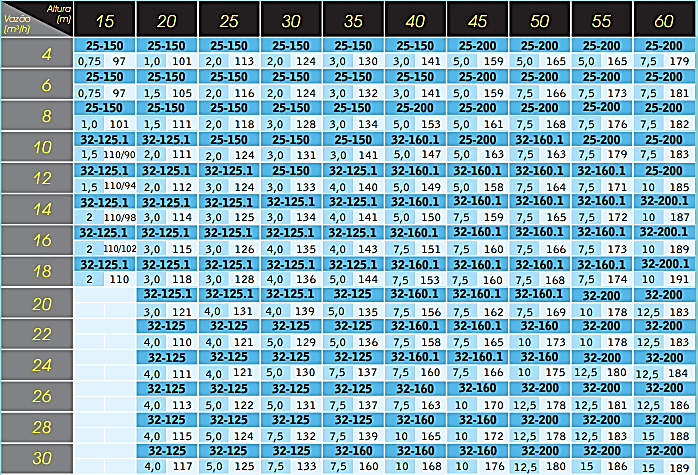 Altura (m) 15 20 25 30 35 40 45 50 55 60
Vazão (m³/h)
25-150 25-150 25-150 25-150 25-150 25-150 25-200 25-200 25-200 25-200
4 0,75 97 1,0 101 2,0 113 2,0 124 3,0 130 3,0 141 5,0 159 5,0 165 5,0 165 7,5 179
25-150 25-150 25-150 25-150 25-150 25-150 25-200 25-200 25-200 25-200
6 0,75 97 1,5 105 2,0 116 2,0 124 3,0 132 3,0 141 5,0 159 7,5 166 7,5 173 7,5 181
25-150 25-150 25-150 25-150 25-150 25-200 25-200 25-200 25-200 25-200
8 1,0 101 1,5 111 2,0 118 3,0 128 3,0 134 5,0 153 5,0 161 7,5 168 7,5 176 7,5 182
32-125.1 32-125.1 25-150 25-150 25-150 32-160.1 25-200 32-160.1 25-200 25-200
10 1,5 110/90 2,0 111 2,0 124 3,0 131 3,0 141 5,0 147 5,0 163 7,5 163 7,5 179 7,5 183
32-125.1 32-125.1 32-125.1 25-150 32-125.1 32-160.1 32-160.1 32-160.1 32-160.1 25-200
12 1,5 110/94 2,0 112 3,0 124 3,0 133 4,0 140 5,0 149 5,0 158 7,5 164 7,5 171 10 185
32-125.1 32-125.1 32-125.1 32-125.1 32-125.1 32-160.1 32-160.1 32-160.1 32-160.1 32-200.1
14 2 110/98 3,0 114 3,0 125 3,0 134 4,0 141 5,0 150 7,5 159 7,5 165 7,5 172 10 187
32-125.1 32-125.1 32-125.1 32-125.1 32-125.1 32-160.1 32-160.1 32-160.1 32-160.1 32-200.1
16 2 110/102 3,0 115 3,0 126 4,0 135 4,0 143 7,5 151 7,5 160 7,5 166 7,5 173 10 189
32-125.1 32-125.1 32-125.1 32-125.1 32-125.1 32-160.1 32-160.1 32-160.1 32-160.1 32-200.1
18 2 110 3,0 118 3,0 128 4,0 136 5,0 144 7,5 153 7,5 160 7,5 168 7,5 174 10 191
32-125.1 32-125.1 32-125.1 32-125 32-160.1 32-160.1 32-160.1 32-200 32-200
20 3,0 121 4,0 131 4,0 139 5,0 135 7,5 156 7,5 162 7,5 169 10 178 12,5 183
32-125 32-125 32-125 32-125 32-160.1 32-160.1 32-160 32-200 32-200
22 4,0 110 4,0 121 5,0 129 5,0 136 7,5 158 7,5 165 10 173 10 178 12,5 183
32-125 32-125 32-125 32-125 32-160.1 32-160.1 32-160 32-200 32-200
24 4,0 111 4,0 121 5,0 130 7,5 137 7,5 160 7,5 166 10 175 12,5 180 12,5 184
32-125 32-125 32-125 32-125 32-160 32-160 32-200 32-200 32-200
26 4,0 113 5,0 122 5,0 131 7,5 137 7,5 163 10 170 12,5 178 12,5 181 12,5 186
32-125 32-125 32-125 32-125 32-160 32-160 32-200 32-200 32-200
28 4,0 115 5,0 124 7,5 132 7,5 139 10 165 10 172 12,5 178 12,5 183 15 188
32-125 32-125 32-125 32-160 32-160 32-160 32-200 32-200 32-200
30 4,0 117 5,0 125 7,5 133 7,5 160 10 168 10 176 12,5 180 15 186 15 189